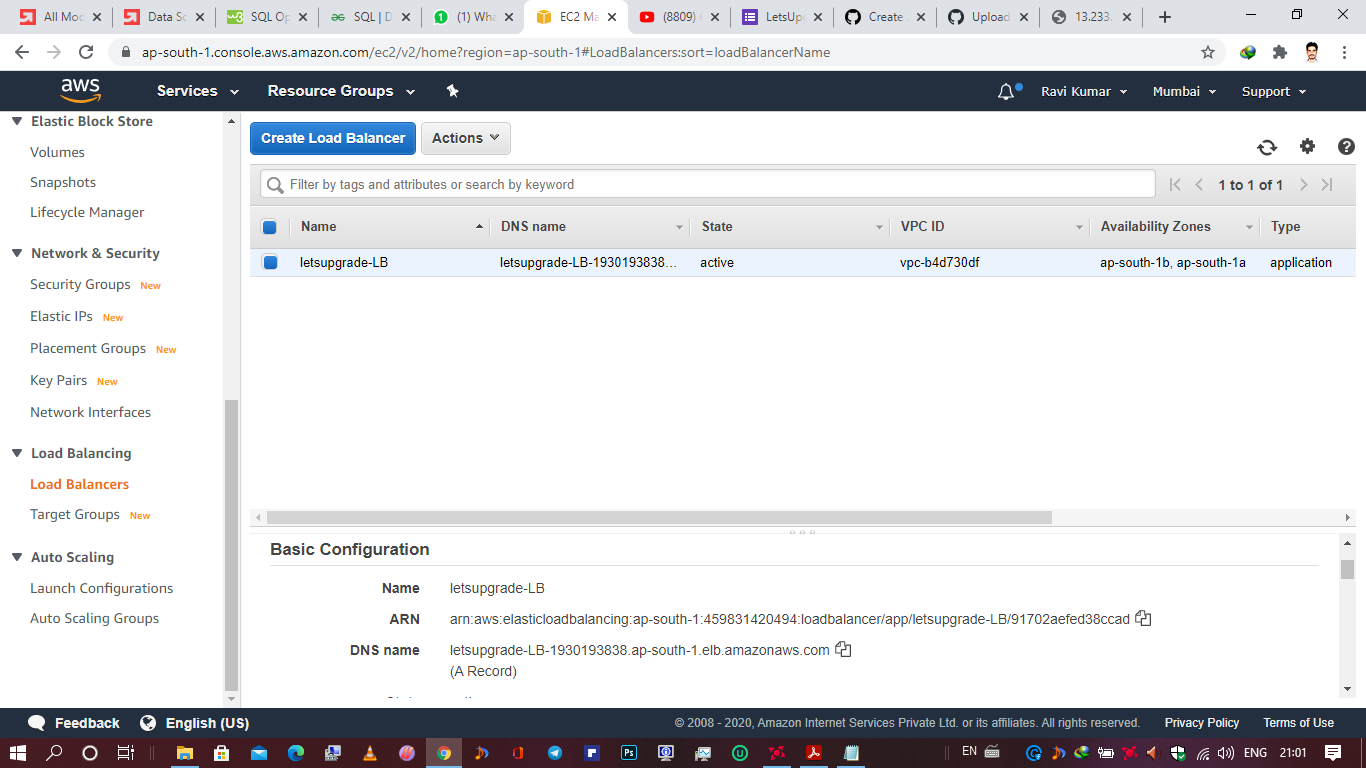 All Mod
Data Sc
SQL Op
SQL | D
(1) Wha
EC2 Ma
(8809)
LetsUpg
Create
Upload
13.233.
ap-south-1.console.aws.amazon.com/ec2/v2/home?region=ap-south-1#LoadBalancers:sort=loadBalancerName
aws
Services
Resource Groups
Ravi Kumar
Mumbai
Support
Elastic Block Store
Volumes
Snapshots
Lifecycle Manager
Network & Security
Security Groups New
Elastic IPs New
Placement Groups New
Key Pairs New
Network Interfaces
Load Balancing
Load Balancers
Target Groups New
Auto Scaling
Launch Configurations
Auto Scaling Groups
Create Load Balancer
Actions
Filter by tags and attributes or search by keyword
1 to 1 of 1
Name DNS name State VPC ID Availability Zones Type
letsupgrade-LB letsupgrade-LB-1930193838... active vpc-b4d730df ap-south-1b, ap-south-1a application
Basic Configuration
Name letsupgrade-LB
ARN arn:aws:elasticloadbalancing:ap-south-1:459831420494:loadbalancer/app/letsupgrade-LB/91702aefed38ccad
DNS name letsupgrade-LB-1930193838.ap-south-1.elb.amazonaws.com
(A Record)
Feedback
English (US)
© 2008 - 2020, Amazon Internet Services Private Ltd. or its affiliates. All rights reserved.
Privacy Policy
Terms of Use
EN
ENG
21:01